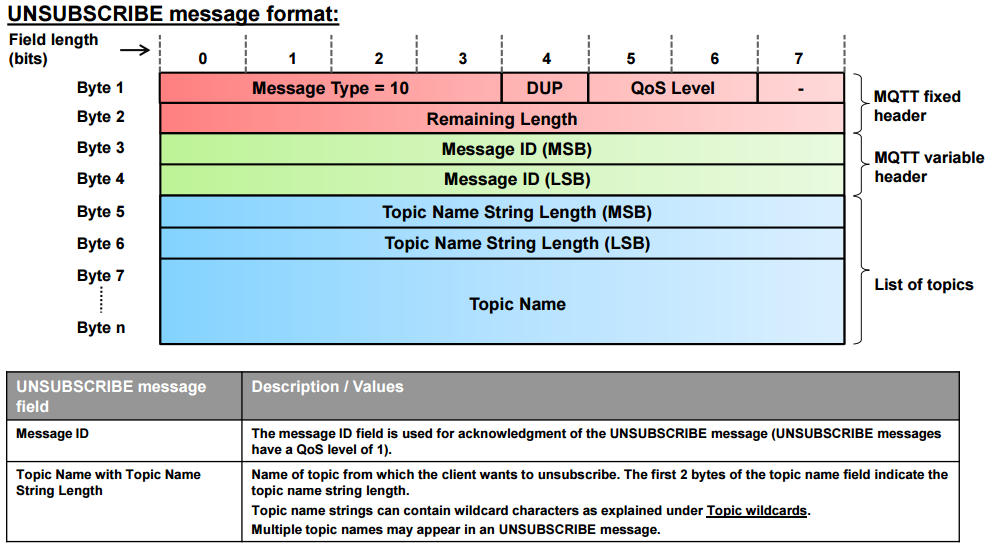 UNSUBSCRIBE message format:
Field length
(bits)
0 1 2 3 4 5 6 7
Byte 1
Message Type = 10
DUP
QoS Level
-
MQTT fixed
header
Byte 2
Remaining Length
Byte 3
Message ID (MSB)
MQTT variable
header
Byte 4
Message ID (LSB)
Byte 5
Topic Name String Length (MSB)
Byte 6
Topic Name String Length (LSB)
Byte 7
Topic Name
List of topics
Byte n
UNSUBSCRIBE message
field
Description / Values
Message ID
The message ID field is used for acknowledgment of the UNSUBSCRIBE message (UNSUBSCRIBE messages
have a QoS level of 1).
Topic Name with Topic Name
String Length
Name of topic from which the client wants to unsubscribe. The first 2 bytes of the topic name field indicate the
topic name string length.
Topic name strings can contain wildcard characters as explained under Topic wildcards.
Multiple topic names may appear in an UNSUBSCRIBE message.